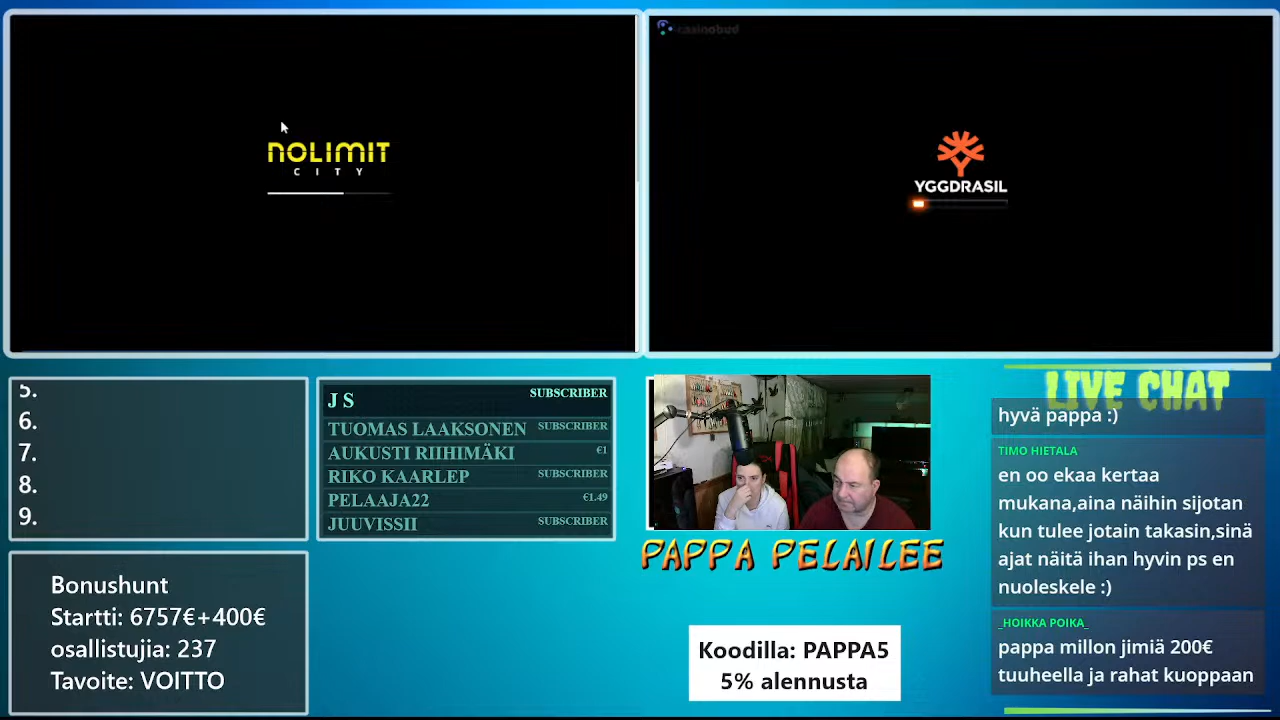 NOLIMIT
CITY
casinobud
YGGDRASIL
5.
6.
7.
8.
9.
J S SUBSCRIBER
TUOMAS LAAKSONEN SUBSCRIBER
AUKUSTI RIIHIMÄKI €1
RIKO KAARLEP SUBSCRIBER
PELAAJA22 €1.49
JUUVISSII SUBSCRIBER
Bonushunt
Startti: 6757€+400€
osallistujia: 237
Tavoite: VOITTO
PAPPA PELAILEE
Koodilla: PAPPA5
5% alennusta
LIVE CHAT
hyvä pappa :)
TIMO HIETALA
en oo ekaa kertaa
mukana,aina näihin sijotan
kun tulee jotain takasin,sinä
ajat näitä ihan hyvin ps en
nuoleskele :)
_HOIKKA POIKA_
pappa millon jimiä 200€
tuuheella ja rahat kuoppaan